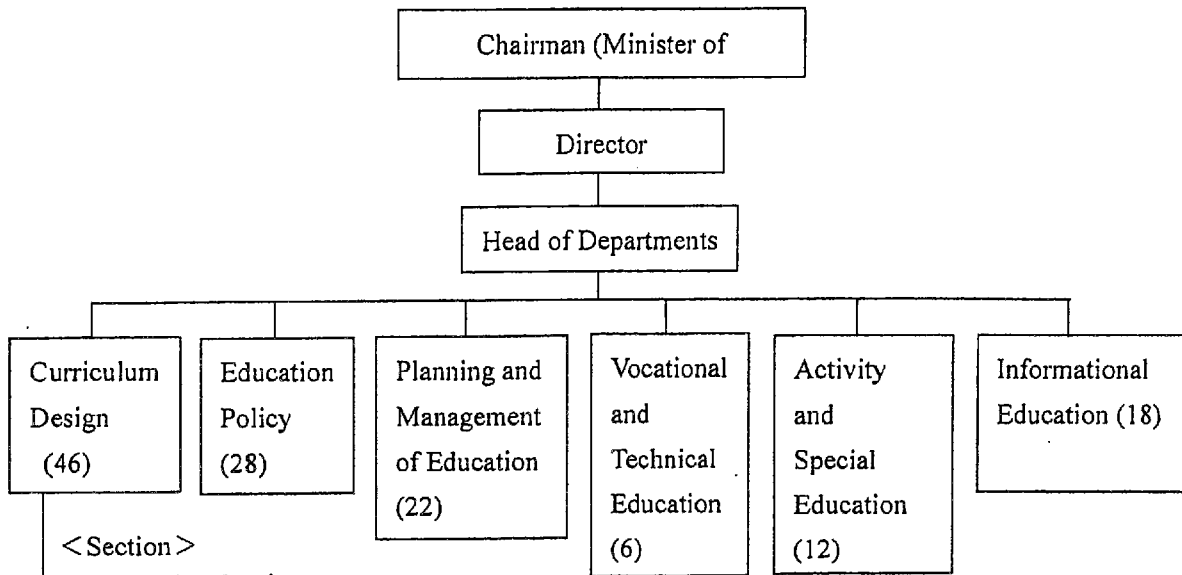 Chairman (Minister of
Director
Head of Departments
Curriculum
Design
(46)
Education
Policy
(28)
Planning and
Management
of Education
(22)
Vocational
and
Technical
Education
(6)
Activity
and
Special
Education
(12)
Informational
Education (18)
<Section>